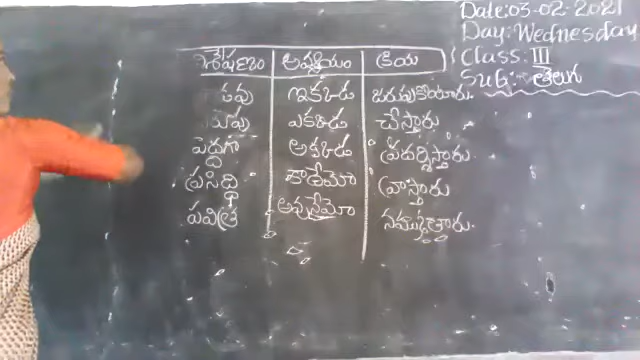 Date:03-02-2021
Day: Wednesday
Class: III
Sub: తెలుగు
విశేషణం అవ్యయం క్రియ
ఇక్కడ జరుపుకొంటారు.
ఎక్కడ చేస్తారు
పెద్దగా అక్కడ ప్రదర్శిస్తారు.
ప్రసిద్ధి కాదేమో వ్రాస్తారు
పవిత్ర అవునేమో నమ్ముతారు.